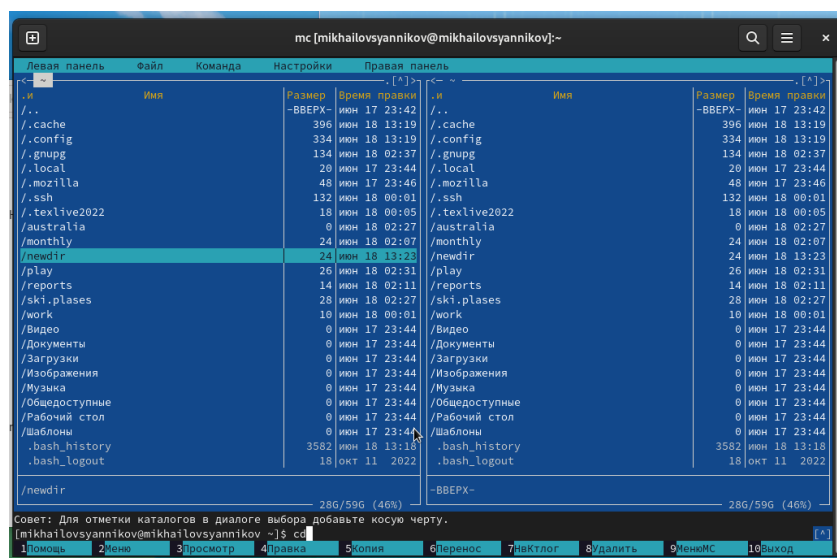 mc [mikhailovsyannikov@mikhailovsyannikov]:~
Левая панель Файл Команда Настройки Правая панель
<- ~ .[^]> <- ~ .[^]>
.и Имя Размер Время правки .и Имя Размер Время правки
/.. -ВВЕРХ- июн 17 23:42 /.. -ВВЕРХ- июн 17 23:42
/.cache 396 июн 18 13:19 /.cache 396 июн 18 13:19
/.config 334 июн 18 13:19 /.config 334 июн 18 13:19
/.gnupg 134 июн 18 02:37 /.gnupg 134 июн 18 02:37
/.local 20 июн 17 23:44 /.local 20 июн 17 23:44
/.mozilla 48 июн 17 23:46 /.mozilla 48 июн 17 23:46
/.ssh 132 июн 18 00:01 /.ssh 132 июн 18 00:01
/.texlive2022 18 июн 18 00:05 /.texlive2022 18 июн 18 00:05
/australia 0 июн 18 02:27 /australia 0 июн 18 02:27
/monthly 24 июн 18 02:07 /monthly 24 июн 18 02:07
/newdir 24 июн 18 13:23 /newdir 24 июн 18 13:23
/play 26 июн 18 02:31 /play 26 июн 18 02:31
/reports 14 июн 18 02:11 /reports 14 июн 18 02:11
/ski.plases 28 июн 18 02:27 /ski.plases 28 июн 18 02:27
/work 10 июн 18 00:01 /work 10 июн 18 00:01
/Видео 0 июн 17 23:44 /Видео 0 июн 17 23:44
/Документы 0 июн 17 23:44 /Документы 0 июн 17 23:44
/Загрузки 0 июн 17 23:44 /Загрузки 0 июн 17 23:44
/Изображения 0 июн 17 23:44 /Изображения 0 июн 17 23:44
/Музыка 0 июн 17 23:44 /Музыка 0 июн 17 23:44
/Общедоступные 0 июн 17 23:44 /Общедоступные 0 июн 17 23:44
/Рабочий стол 0 июн 17 23:44 /Рабочий стол 0 июн 17 23:44
/Шаблоны 0 июн 17 23:44 /Шаблоны 0 июн 17 23:44
.bash_history 3582 июн 18 13:18 .bash_history 3582 июн 18 13:18
.bash_logout 18 окт 11 2022 .bash_logout 18 окт 11 2022
/newdir -ВВЕРХ-
28G/59G (46%) 28G/59G (46%)
Совет: Для отметки каталогов в диалоге выбора добавьте косую черту.
[mikhailovsyannikov@mikhailovsyannikov ~]$ cd [^]
1Помощь 2Меню 3Просмотр 4Правка 5Копия 6Перенос 7НвКтлог 8Удалить 9МенюMC 10Выход